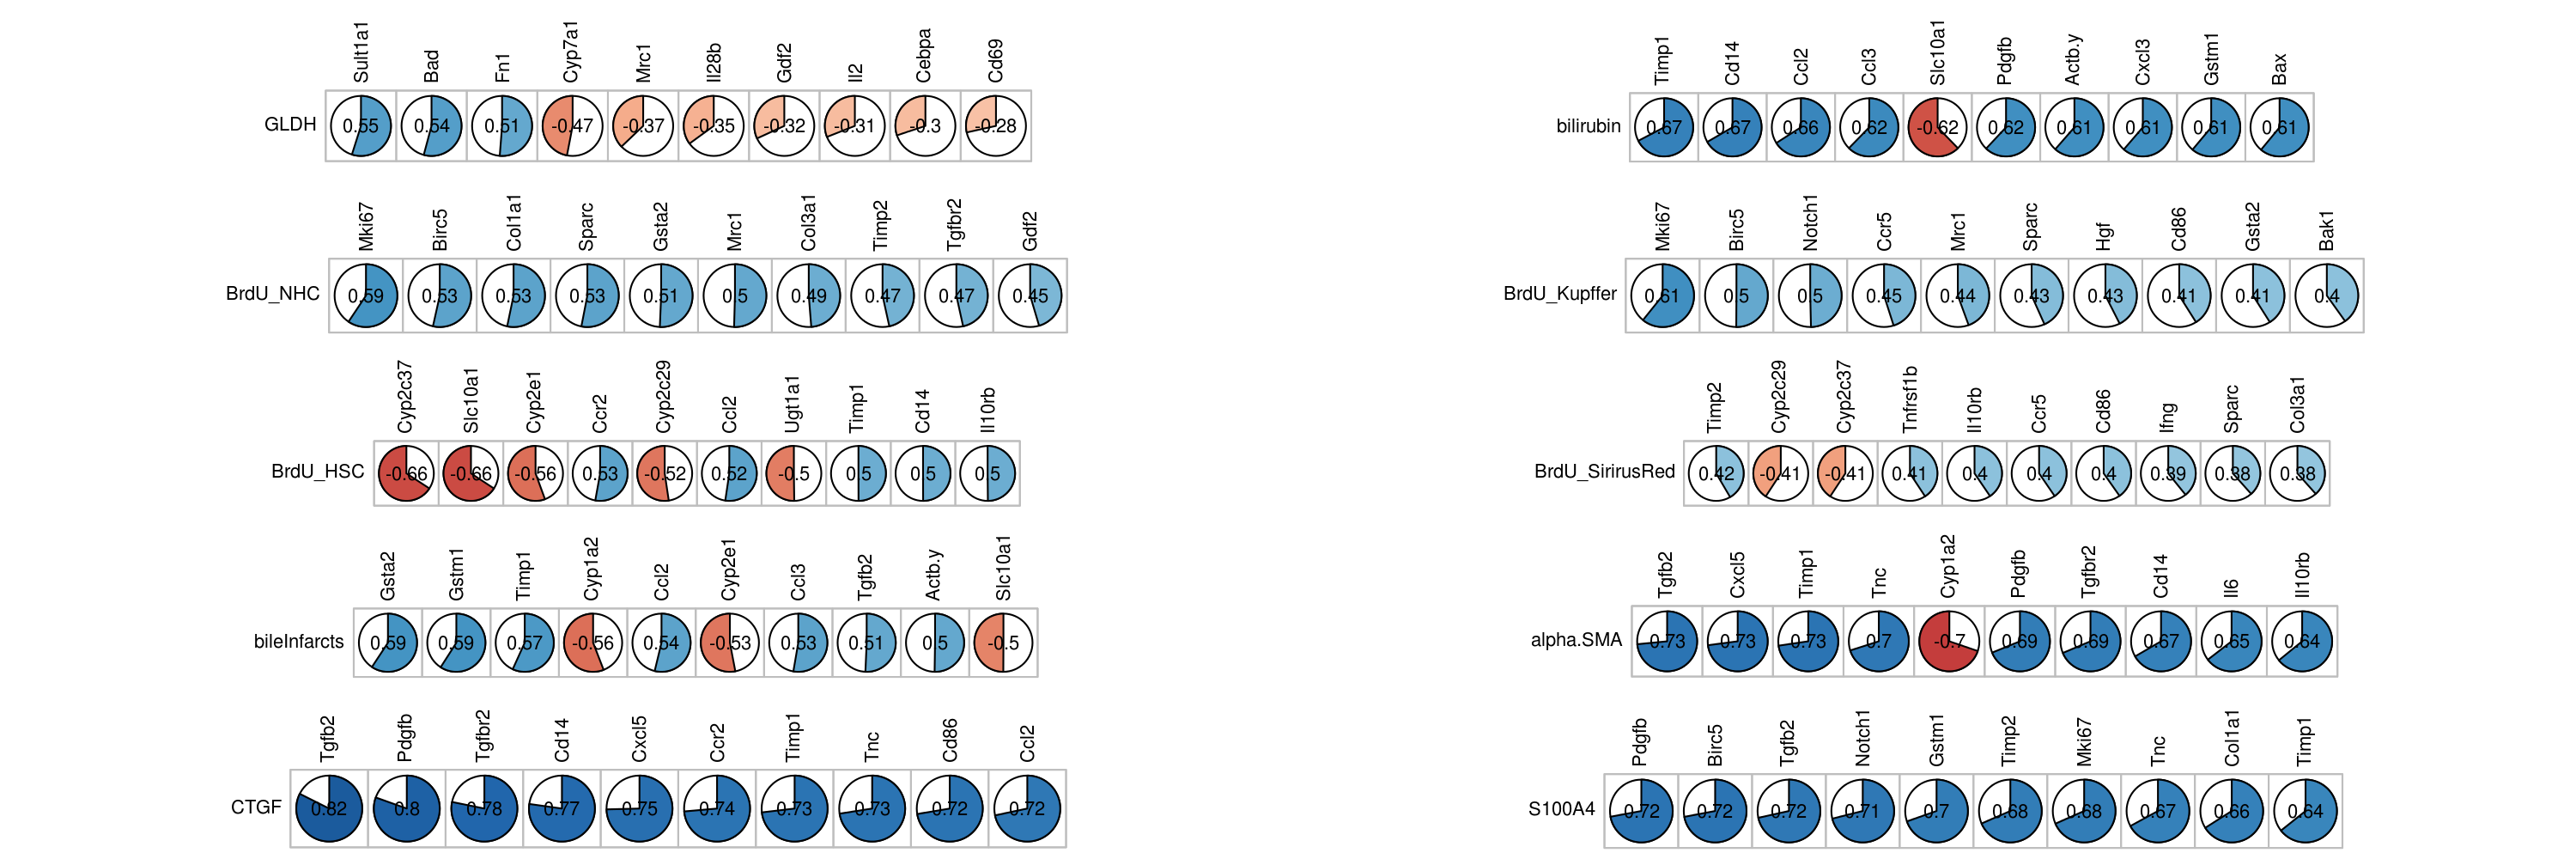 Sult1a1 Bad Fn1 Cyp7a1 Mrc1 Il28b Gdf2 Il2 Cebpa Cd69
GLDH 0.55 0.54 0.51 -0.47 -0.37 -0.35 -0.32 -0.31 -0.3 -0.28
Timp1 Cd14 Ccl2 Ccl3 Slc10a1 Pdgfb Actb.y Cxcl3 Gstm1 Bax
bilirubin 0.67 0.67 0.66 0.62 -0.62 0.62 0.61 0.61 0.61 0.61
Mki67 Birc5 Col1a1 Sparc Gsta2 Mrc1 Col3a1 Timp2 Tgfbr2 Gdf2
BrdU_NHC 0.59 0.53 0.53 0.53 0.51 0.5 0.49 0.47 0.47 0.45
Mki67 Birc5 Notch1 Ccr5 Mrc1 Sparc Hgf Cd86 Gsta2 Bak1
BrdU_Kupffer 0.61 0.5 0.5 0.45 0.44 0.43 0.43 0.41 0.41 0.4
Cyp2c37 Slc10a1 Cyp2e1 Ccr2 Cyp2c29 Ccl2 Ugt1a1 Timp1 Cd14 Il10rb
BrdU_HSC -0.66 -0.66 -0.56 0.53 -0.52 0.52 -0.5 0.5 0.5 0.5
Timp2 Cyp2c29 Cyp2c37 Tnfrsf1b Il10rb Ccr5 Cd86 Ifng Sparc Col3a1
BrdU_SirirusRed 0.42 -0.41 -0.41 0.41 0.4 0.4 0.4 0.39 0.38 0.38
Gsta2 Gstm1 Timp1 Cyp1a2 Ccl2 Cyp2e1 Ccl3 Tgfb2 Actb.y Slc10a1
bileInfarcts 0.59 0.59 0.57 -0.56 0.54 -0.53 0.53 0.51 0.5 -0.5
Tgfb2 Cxcl5 Timp1 Tnc Cyp1a2 Pdgfb Tgfbr2 Cd14 Il6 Il10rb
alpha.SMA 0.73 0.73 0.73 0.7 -0.7 0.69 0.69 0.67 0.65 0.64
Tgfb2 Pdgfb Tgfbr2 Cd14 Cxcl5 Ccr2 Timp1 Tnc Cd86 Ccl2
CTGF 0.82 0.8 0.78 0.77 0.75 0.74 0.73 0.73 0.72 0.72
Pdgfb Birc5 Tgfb2 Notch1 Gstm1 Timp2 Mki67 Tnc Col1a1 Timp1
S100A4 0.72 0.72 0.72 0.71 0.7 0.68 0.68 0.67 0.66 0.64